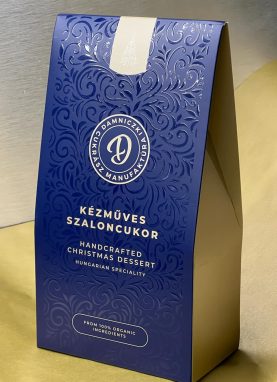 DAMNICZKI
CUKRÁSZ MANUFAKTÚRA
D
KÉZMŰVES
SZALONCUKOR
HANDCRAFTED
CHRISTMAS DESSERT
HUNGARIAN SPECIALITY
FROM 100% ORGANIC
INGREDIENTS